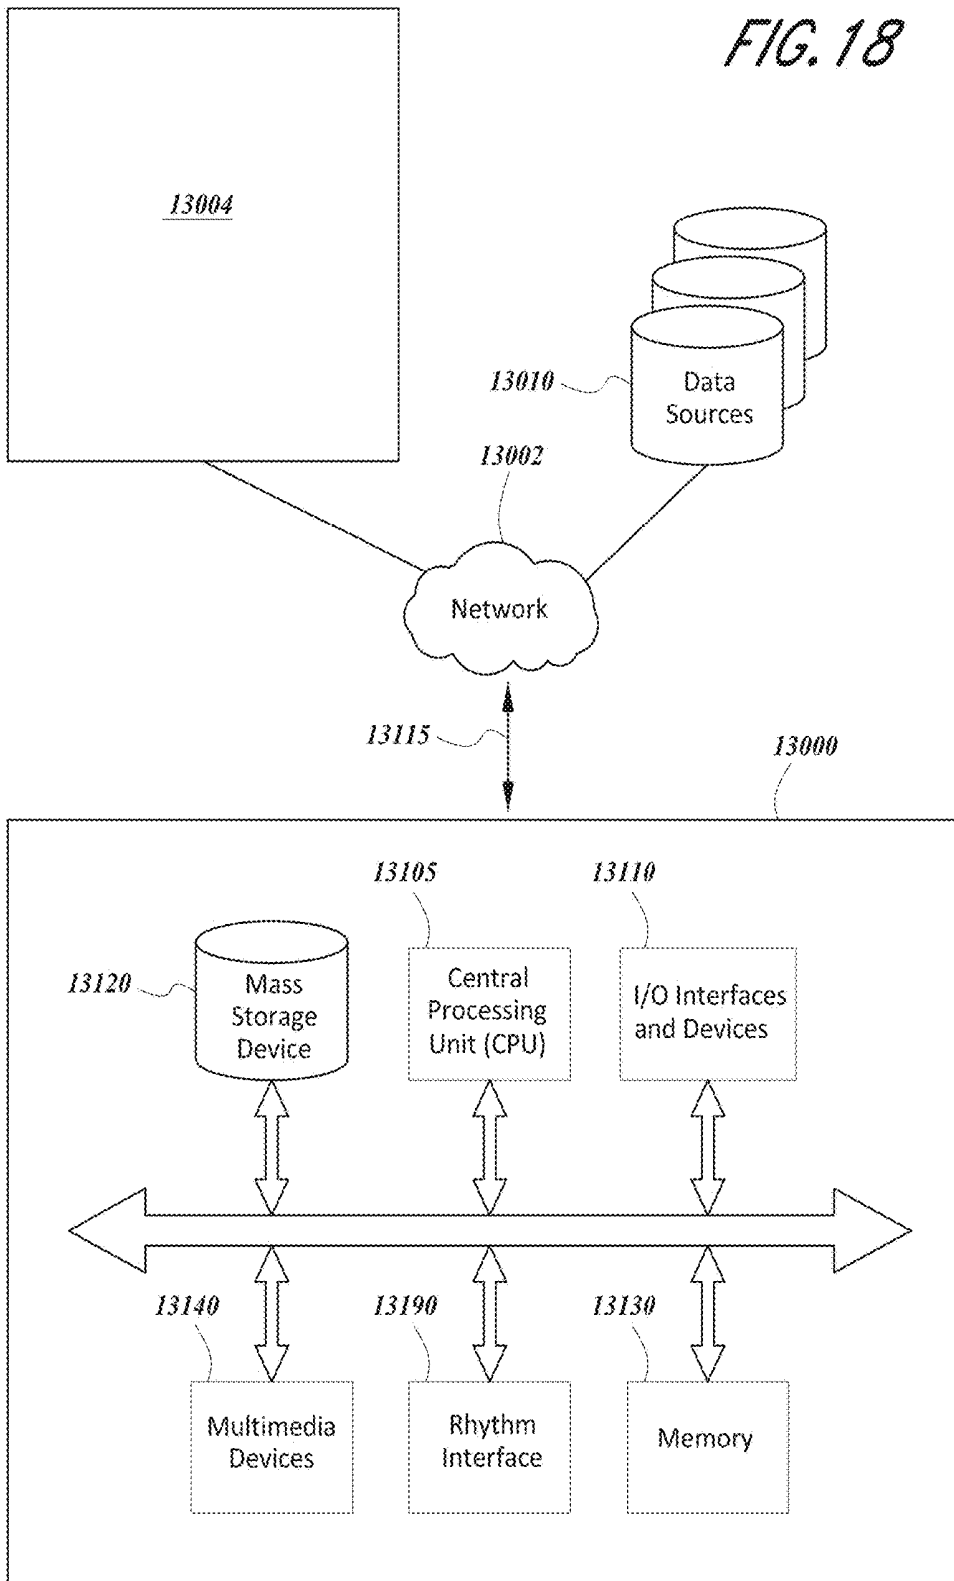 FIG. 18
13004
13010
Data
Sources
13002
Network
13115
13000
13105
13110
13120
Mass
Storage
Device
Central
Processing
Unit (CPU)
I/O Interfaces
and Devices
13140
13190
13130
Multimedia
Devices
Rhythm
Interface
Memory